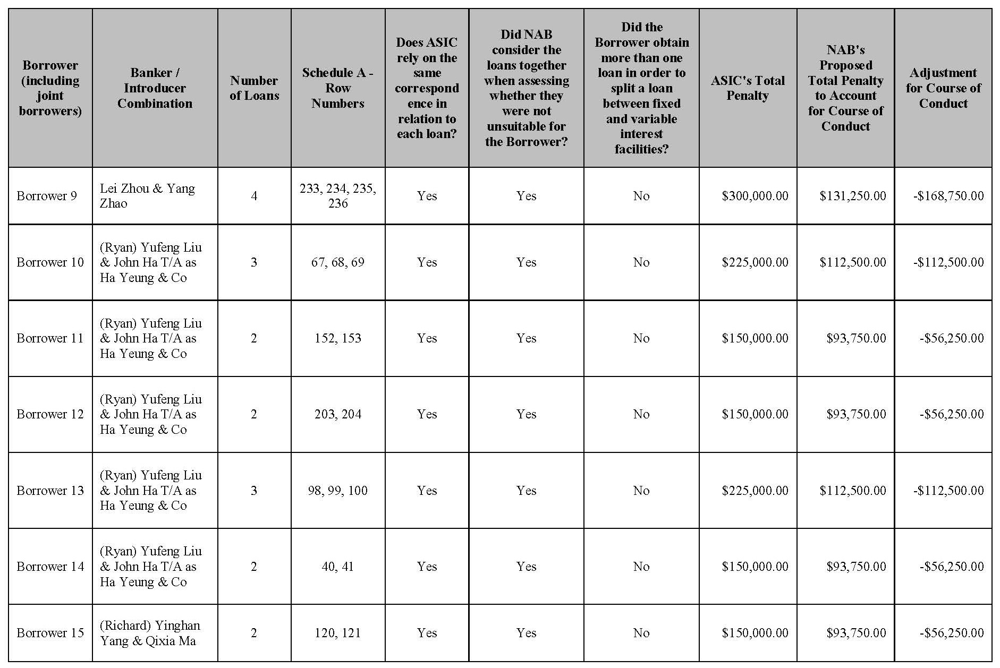 Borrower
(including
joint
borrowers)
Banker /
Introducer
Combination
Number
of Loans
Schedule A -
Row
Numbers
Does ASIC
rely on the
same
correspond
ence in
relation to
each loan?
Did NAB
consider the
loans together
when assessing
whether they
were not
unsuitable for
the Borrower?
Did the
Borrower obtain
more than one
loan in order to
split a loan
between fixed
and variable
interest
facilities?
ASIC's Total
Penalty
NAB's
Proposed
Total Penalty
to Account
for Course of
Conduct
Adjustment
for Course of
Conduct
Borrower 9
Lei Zhou & Yang
Zhao
4
233, 234, 235,
236
Yes
Yes
No
$300,000.00
$131,250.00
-$168,750.00
Borrower 10
(Ryan) Yufeng Liu
& John Ha T/A as
Ha Yeung & Co
3
67, 68, 69
Yes
Yes
No
$225,000.00
$112,500.00
-$112,500.00
Borrower 11
(Ryan) Yufeng Liu
& John Ha T/A as
Ha Yeung & Co
2
152, 153
Yes
Yes
No
$150,000.00
$93,750.00
-$56,250.00
Borrower 12
(Ryan) Yufeng Liu
& John Ha T/A as
Ha Yeung & Co
2
203, 204
Yes
Yes
No
$150,000.00
$93,750.00
-$56,250.00
Borrower 13
(Ryan) Yufeng Liu
& John Ha T/A as
Ha Yeung & Co
3
98, 99, 100
Yes
Yes
No
$225,000.00
$112,500.00
-$112,500.00
Borrower 14
(Ryan) Yufeng Liu
& John Ha T/A as
Ha Yeung & Co
2
40, 41
Yes
Yes
No
$150,000.00
$93,750.00
-$56,250.00
Borrower 15
(Richard) Yinghan
Yang & Qixia Ma
2
120, 121
Yes
Yes
No
$150,000.00
$93,750.00
-$56,250.00